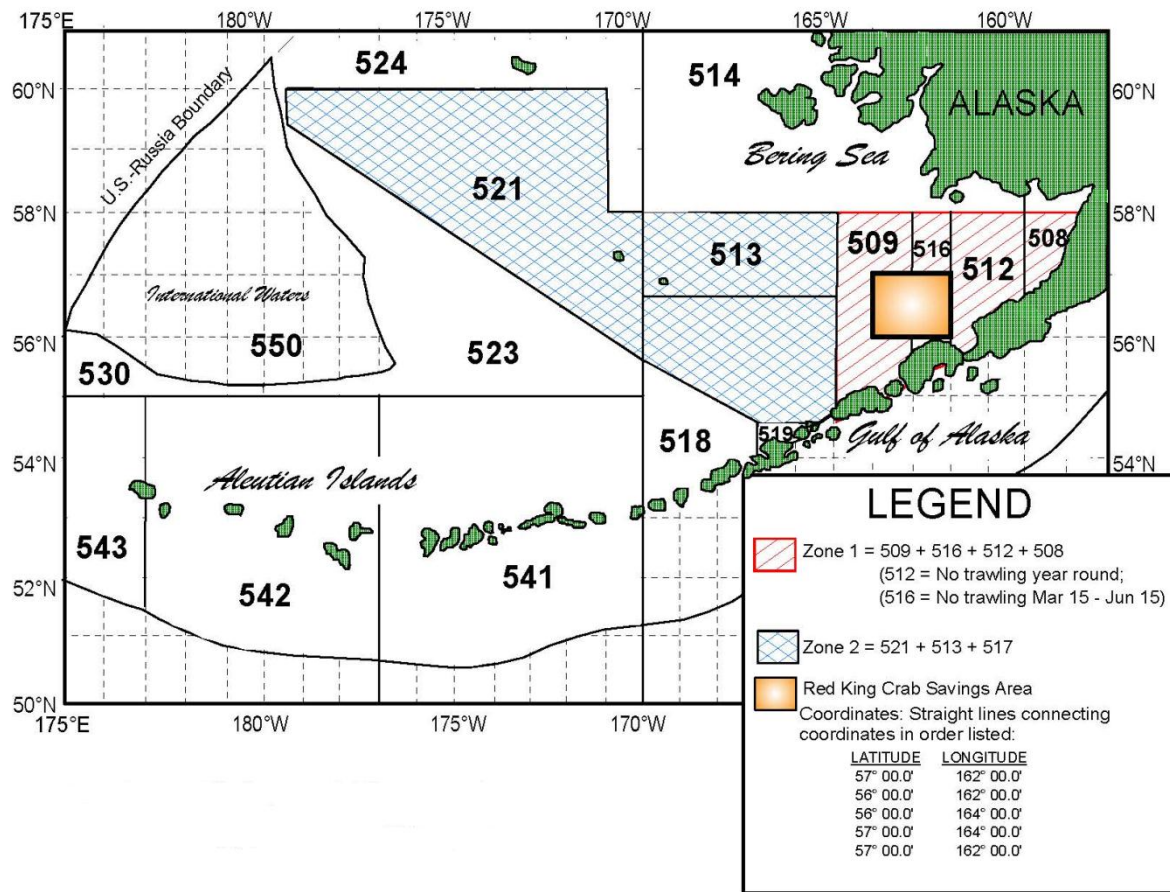 175°E 180°W 175°W 170°W 165°W 160°W
60°N
58°N
56°N
54°N
52°N
50°N
60°N
58°N
56°N
54°N
524
514
ALASKA
Bering Sea
U.S.-Russia Boundary
521
513
509
516
508
512
International Waters
550
523
530
518
519
Gulf of Alaska
Aleutian Islands
543
542
541
175°E 180°W 175°W 170°W
LEGEND
Zone 1 = 509 + 516 + 512 + 508
(512 = No trawling year round;
(516 = No trawling Mar 15 - Jun 15)
Zone 2 = 521 + 513 + 517
Red King Crab Savings Area
Coordinates: Straight lines connecting
coordinates in order listed:
LATITUDE LONGITUDE
57° 00.0' 162° 00.0'
56° 00.0' 162° 00.0'
56° 00.0' 164° 00.0'
57° 00.0' 164° 00.0'
57° 00.0' 162° 00.0'